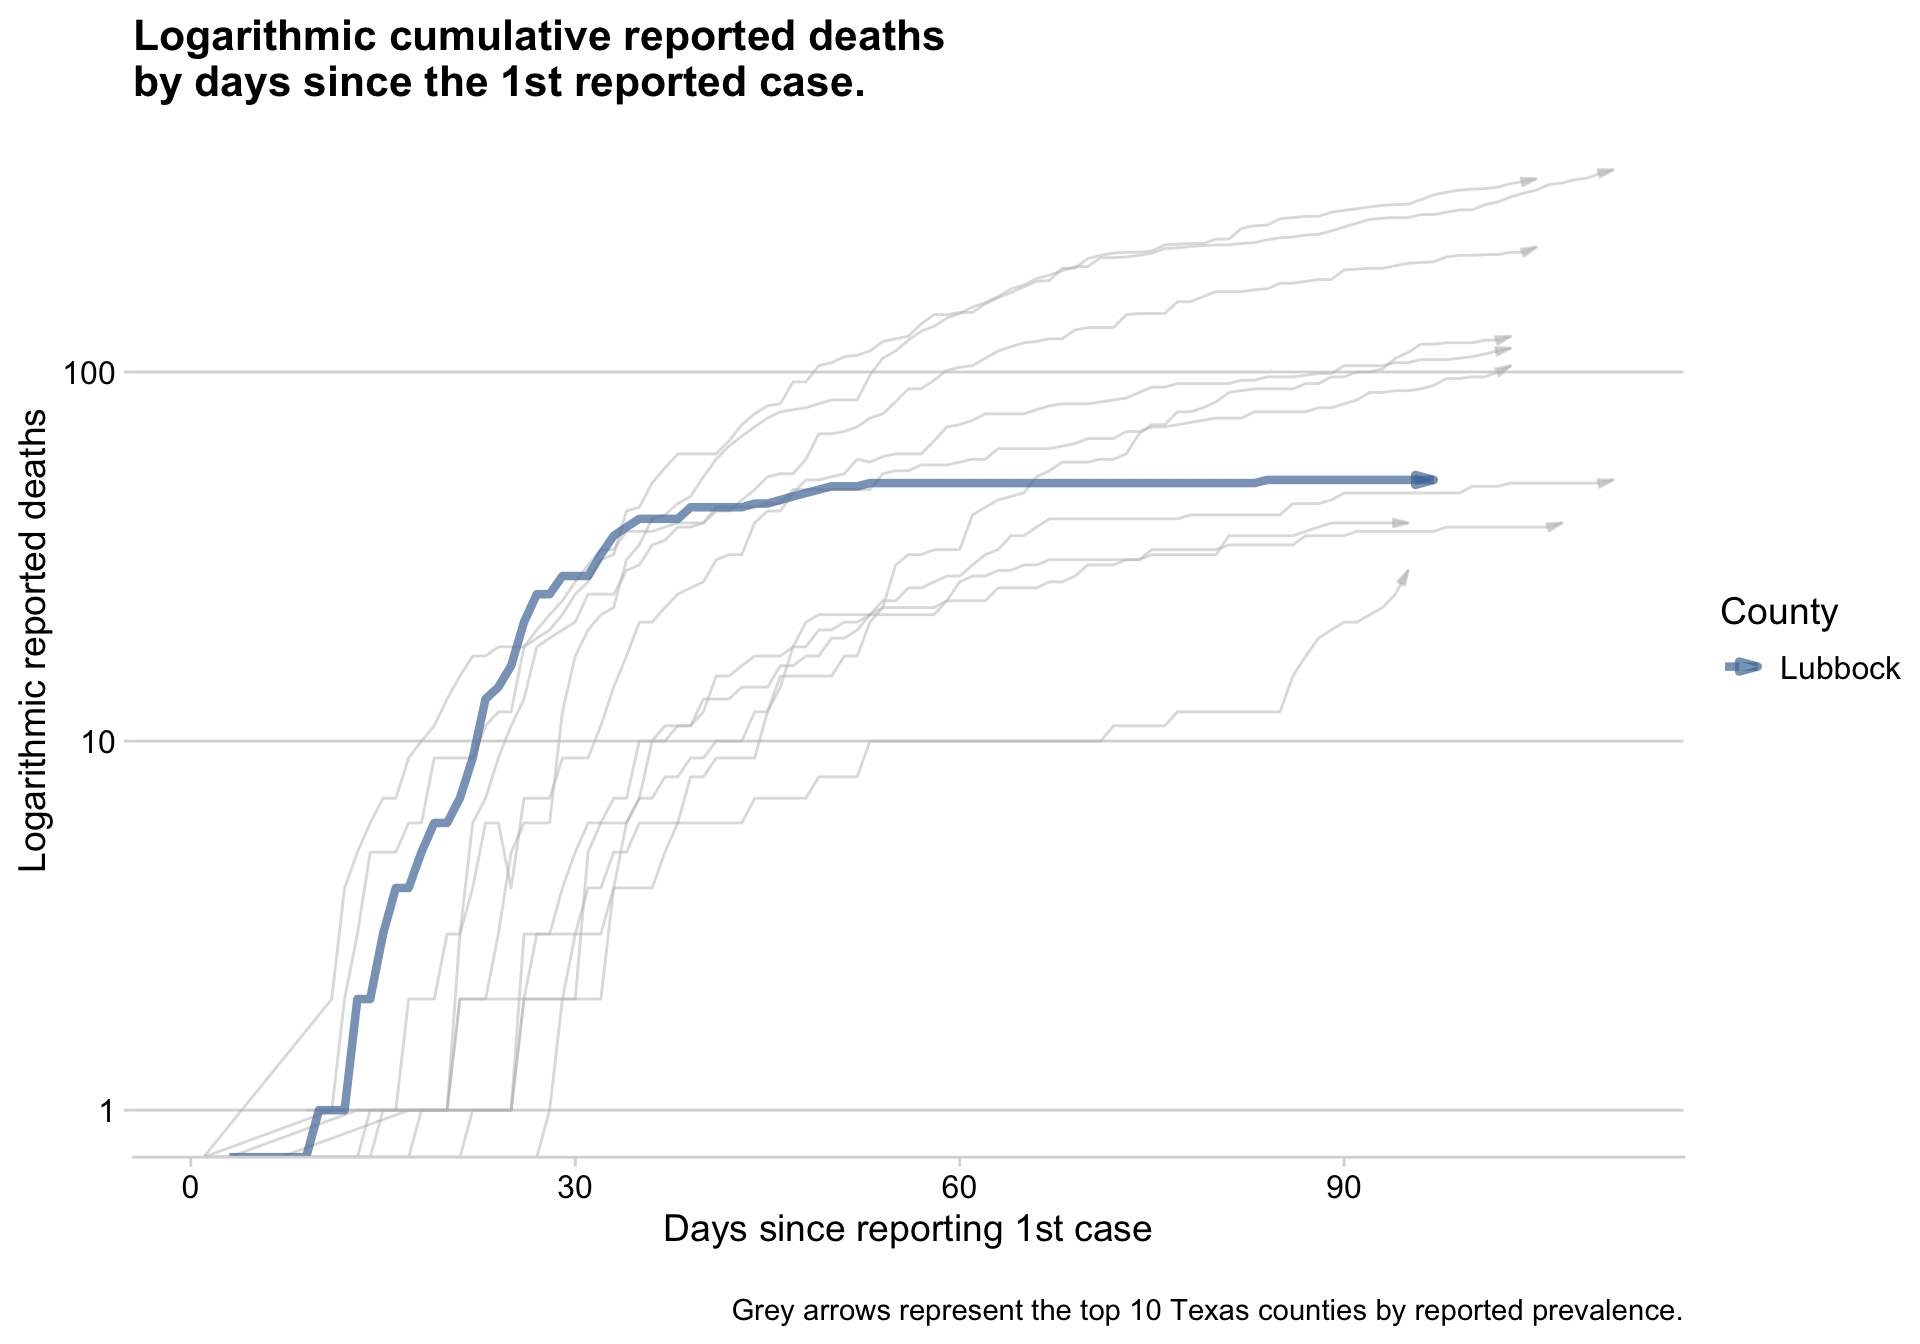 Logarithmic cumulative reported deaths
by days since the 1st reported case.
Logarithmic reported deaths
100
10
1
0
30
60
90
Days since reporting 1st case
County
Lubbock
Grey arrows represent the top 10 Texas counties by reported prevalence.